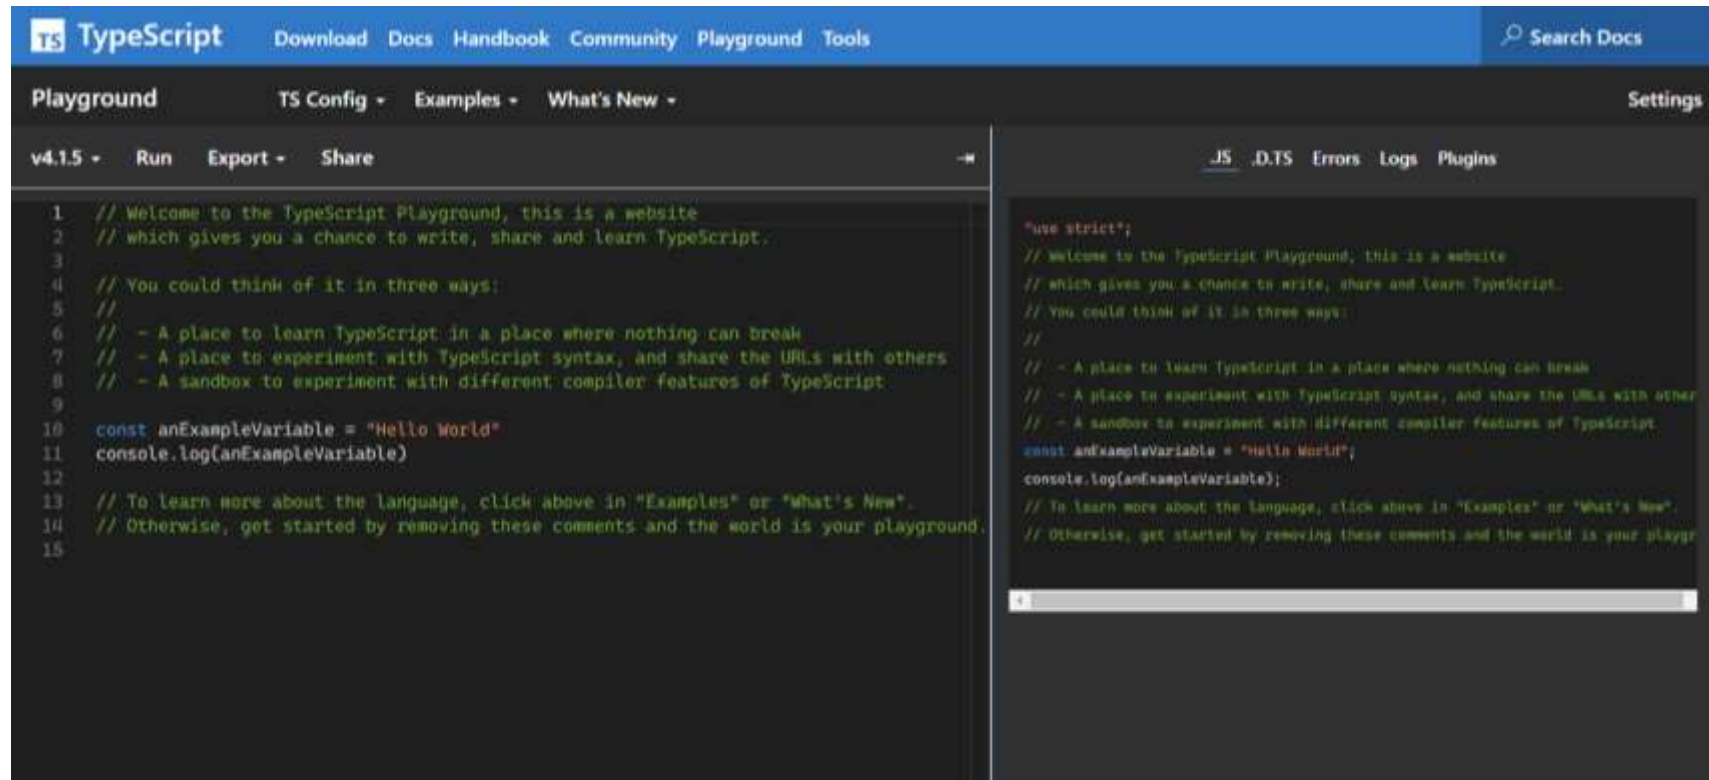 TS TypeScript Download Docs Handbook Community Playground Tools Search Docs
Playground TS Config Examples What's New Settings
v4.1.5 Run Export Share
1 // Welcome to the TypeScript Playground, this is a website
2 // which gives you a chance to write, share and learn TypeScript.
3
4 // You could think of it in three ways:
5 //
6 // - A place to learn TypeScript in a place where nothing can break
7 // - A place to experiment with TypeScript syntax, and share the URLs with others
8 // - A sandbox to experiment with different compiler features of TypeScript
9
10 const anExampleVariable = "Hello World"
11 console.log(anExampleVariable)
12
13 // To learn more about the language, click above in "Examples" or "What's New".
14 // Otherwise, get started by removing these comments and the world is your playground.
15
.JS .D.TS Errors Logs Plugins
"use strict";
// Welcome to the TypeScript Playground, this is a website
// which gives you a chance to write, share and learn TypeScript.
// You could think of it in three ways:
//
// - A place to learn TypeScript in a place where nothing can break
// - A place to experiment with TypeScript syntax, and share the URLs with other
// - A sandbox to experiment with different compiler features of TypeScript
const anExampleVariable = "Hello World";
console.log(anExampleVariable);
// To learn more about the language, click above in "Examples" or "What's New".
// Otherwise, get started by removing these comments and the world is your playgr